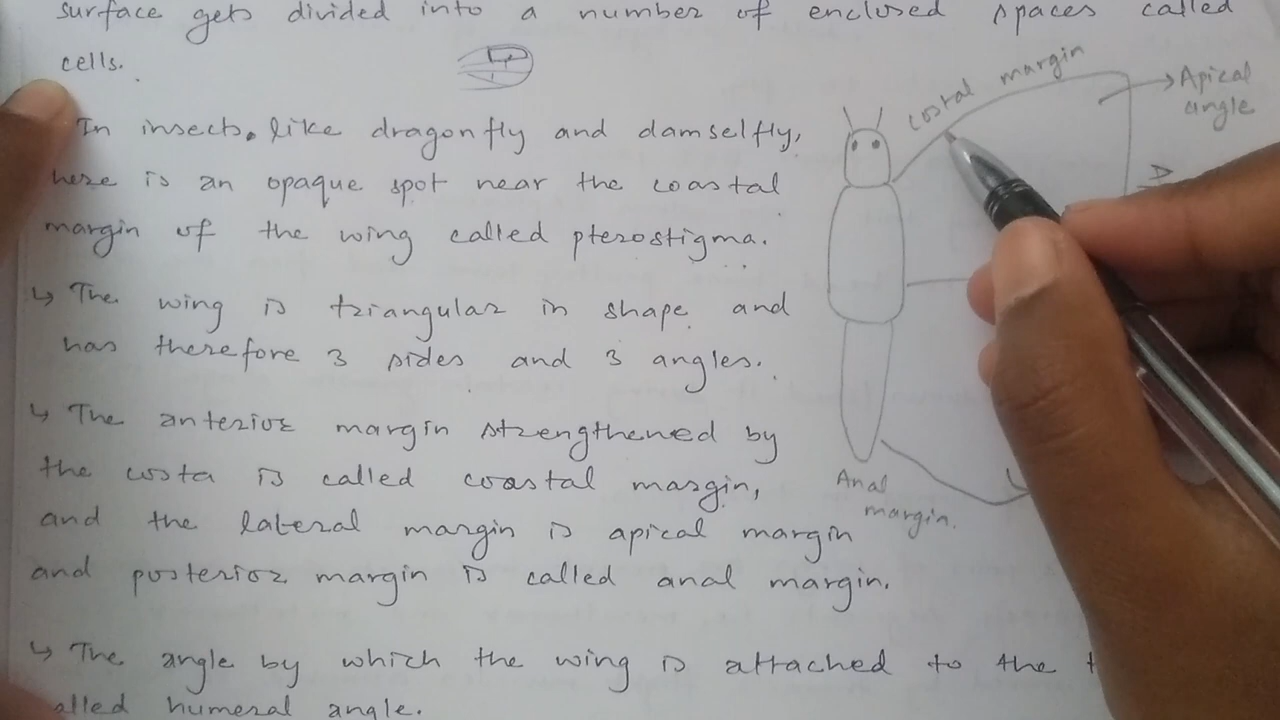 surface gets divided into a number of enclosed spaces called
cells.
In insects like dragonfly and damselfly,
here is an opaque spot near the coastal
margin of the wing called pterostigma.
↳ The wing is triangular in shape and
has therefore 3 sides and 3 angles.
↳ The anterior margin strengthened by
the costa is called coastal margin,
and the lateral margin is apical margin
and posterior margin is called anal margin.
↳ The angle by which the wing is attached to the t
alled humeral angle.
costal margin
Apical
angle
A
Anal
margin.